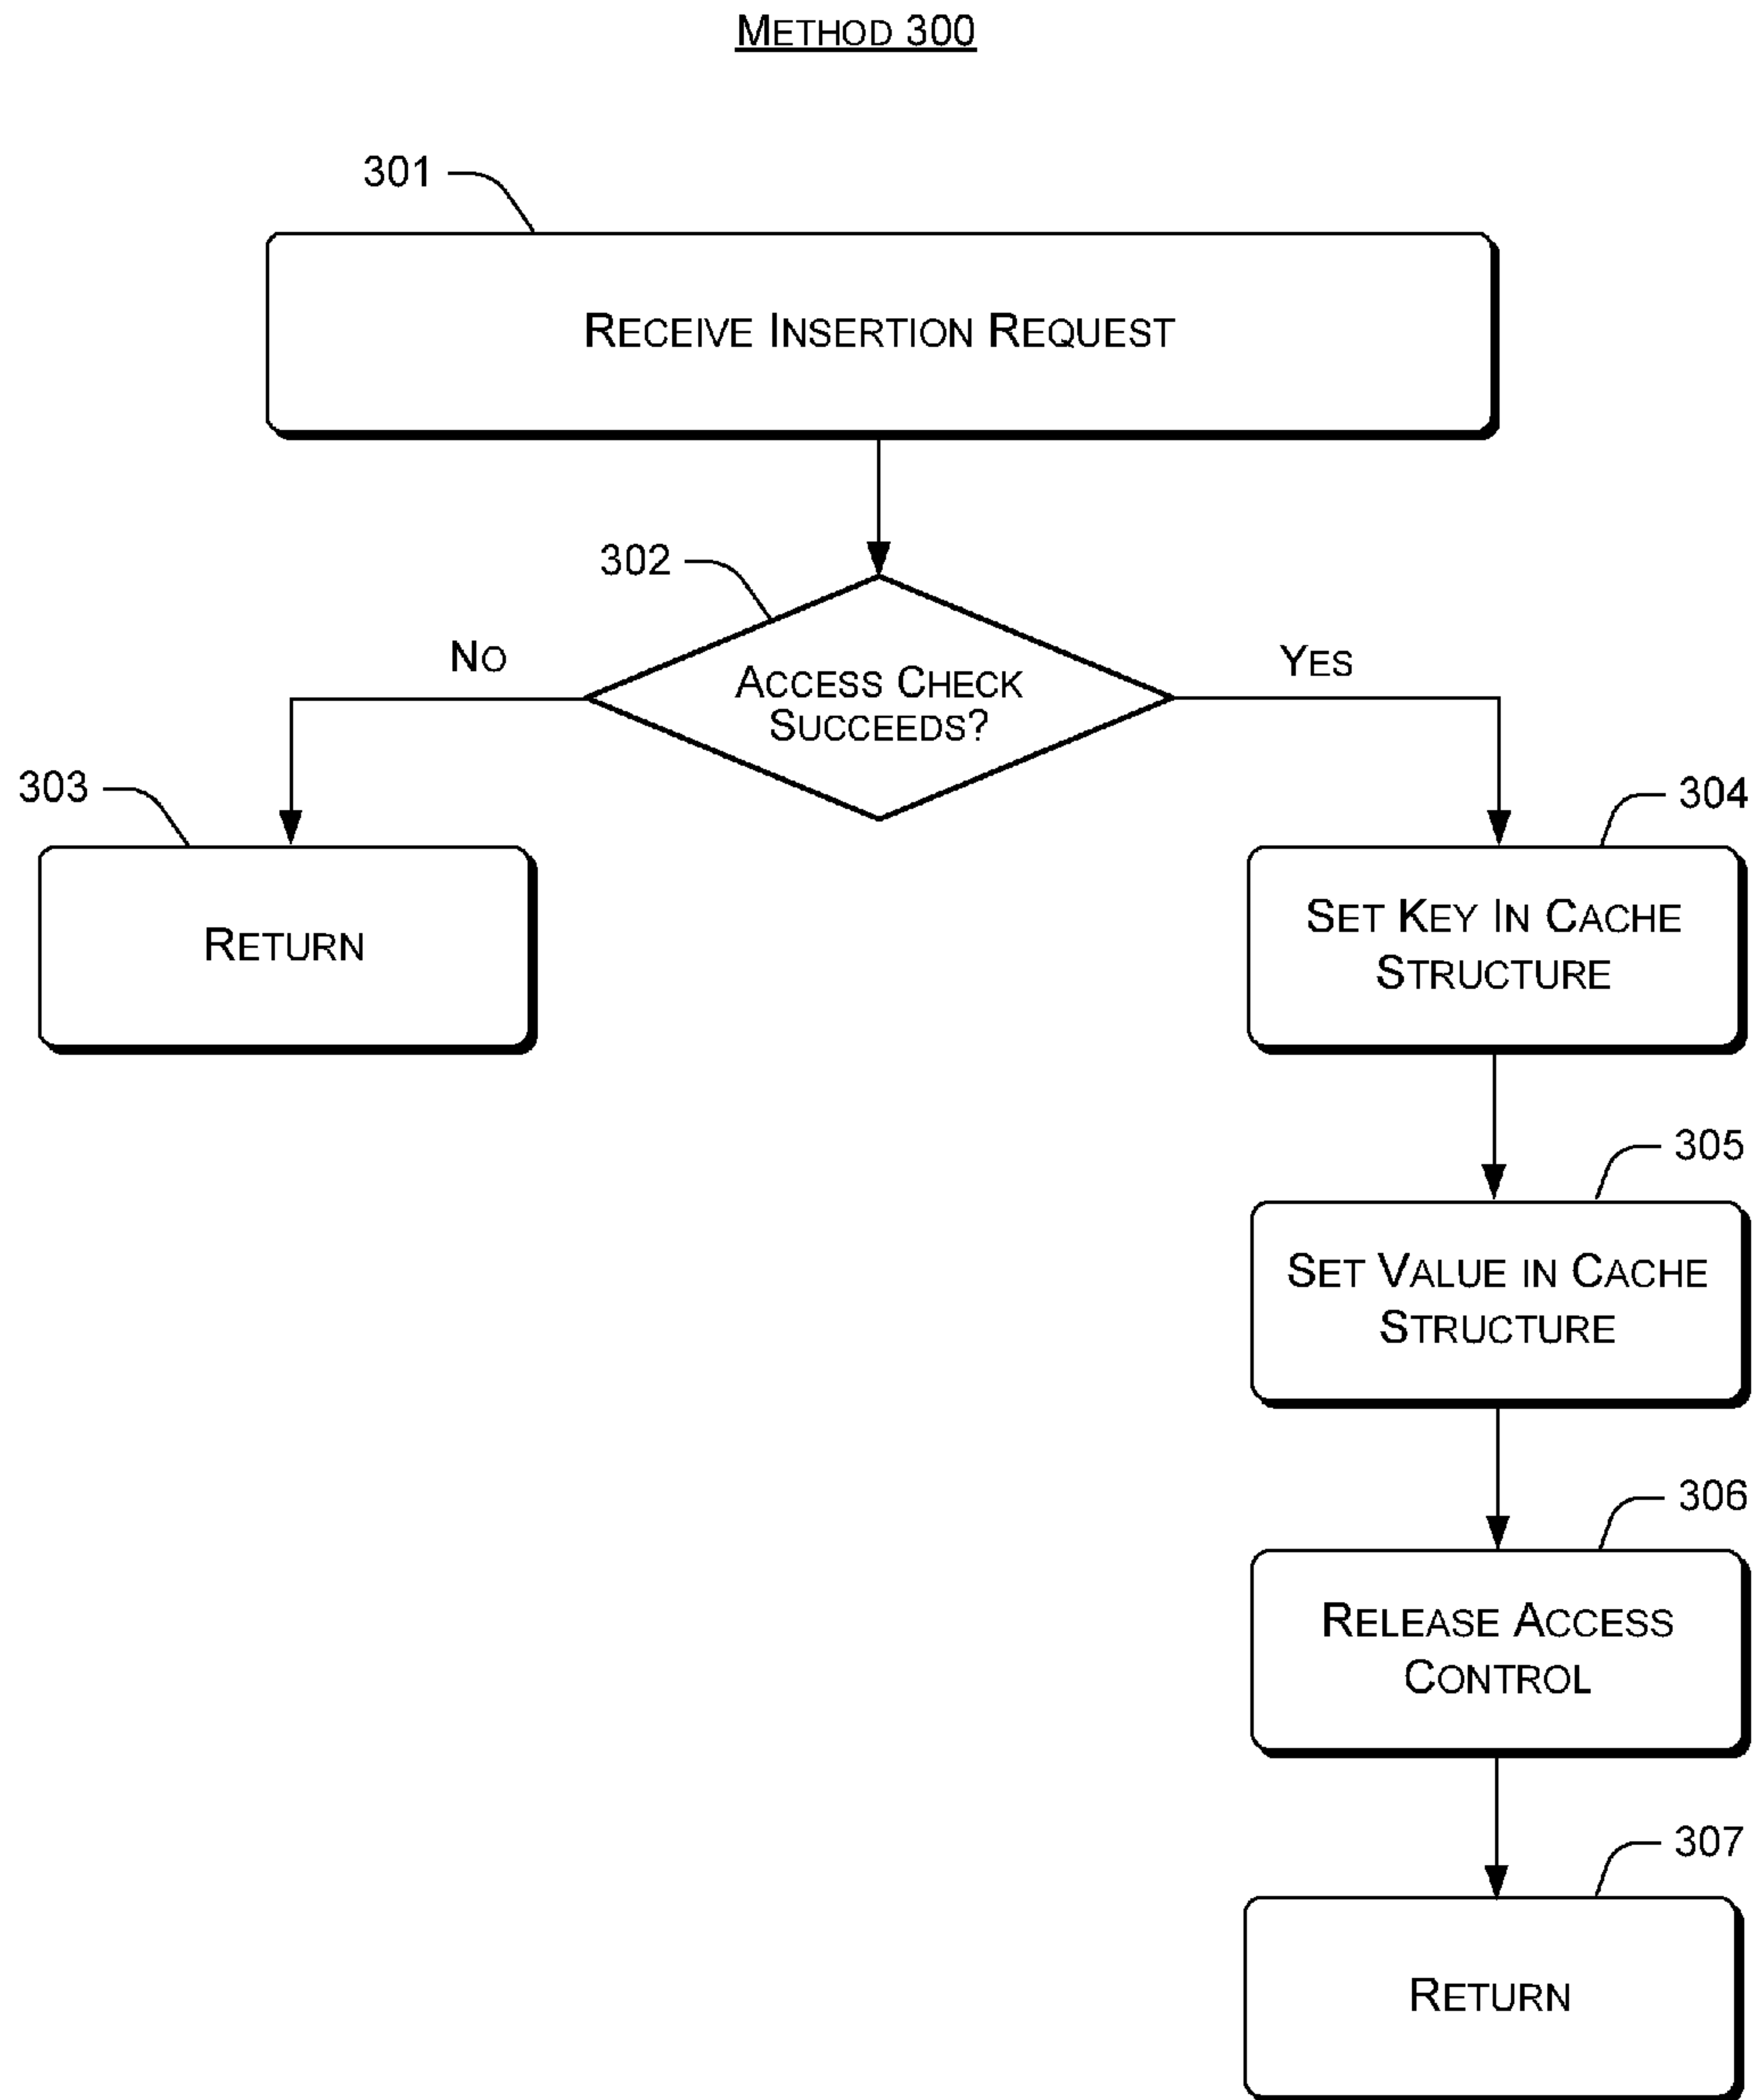 METHOD 300
301
RECEIVE INSERTION REQUEST
302
NO
YES
ACCESS CHECK
SUCCEEDS?
303
304
RETURN
SET KEY IN CACHE
STRUCTURE
305
SET VALUE IN CACHE
STRUCTURE
306
RELEASE ACCESS
CONTROL
307
RETURN